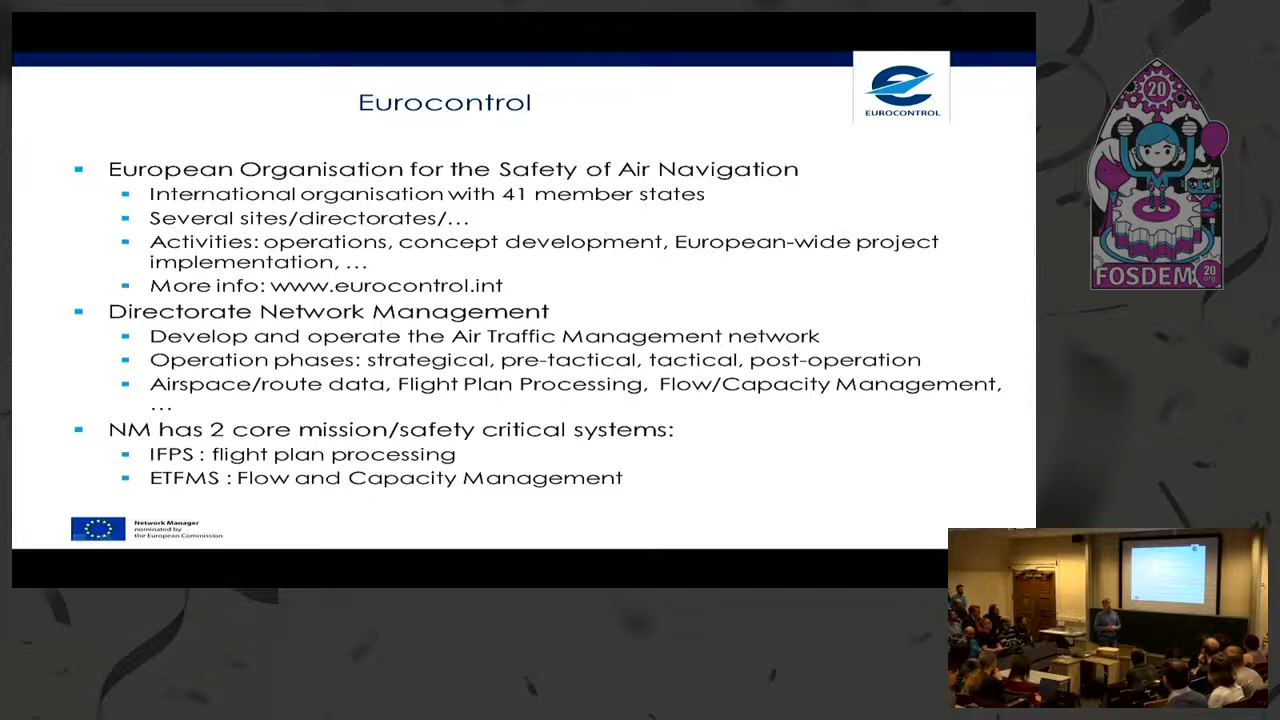 Eurocontrol
EUROCONTROL
European Organisation for the Safety of Air Navigation
International organisation with 41 member states
Several sites/directorates/...
Activities: operations, concept development, European-wide project
implementation, ...
More info: www.eurocontrol.int
Directorate Network Management
Develop and operate the Air Traffic Management network
Operation phases: strategical, pre-tactical, tactical, post-operation
Airspace/route data, Flight Plan Processing, Flow/Capacity Management,
...
NM has 2 core mission/safety critical systems:
IFPS : flight plan processing
ETFMS : Flow and Capacity Management
Network Manager
nominated by
the European Commission
20
FOSDEM 20
.org